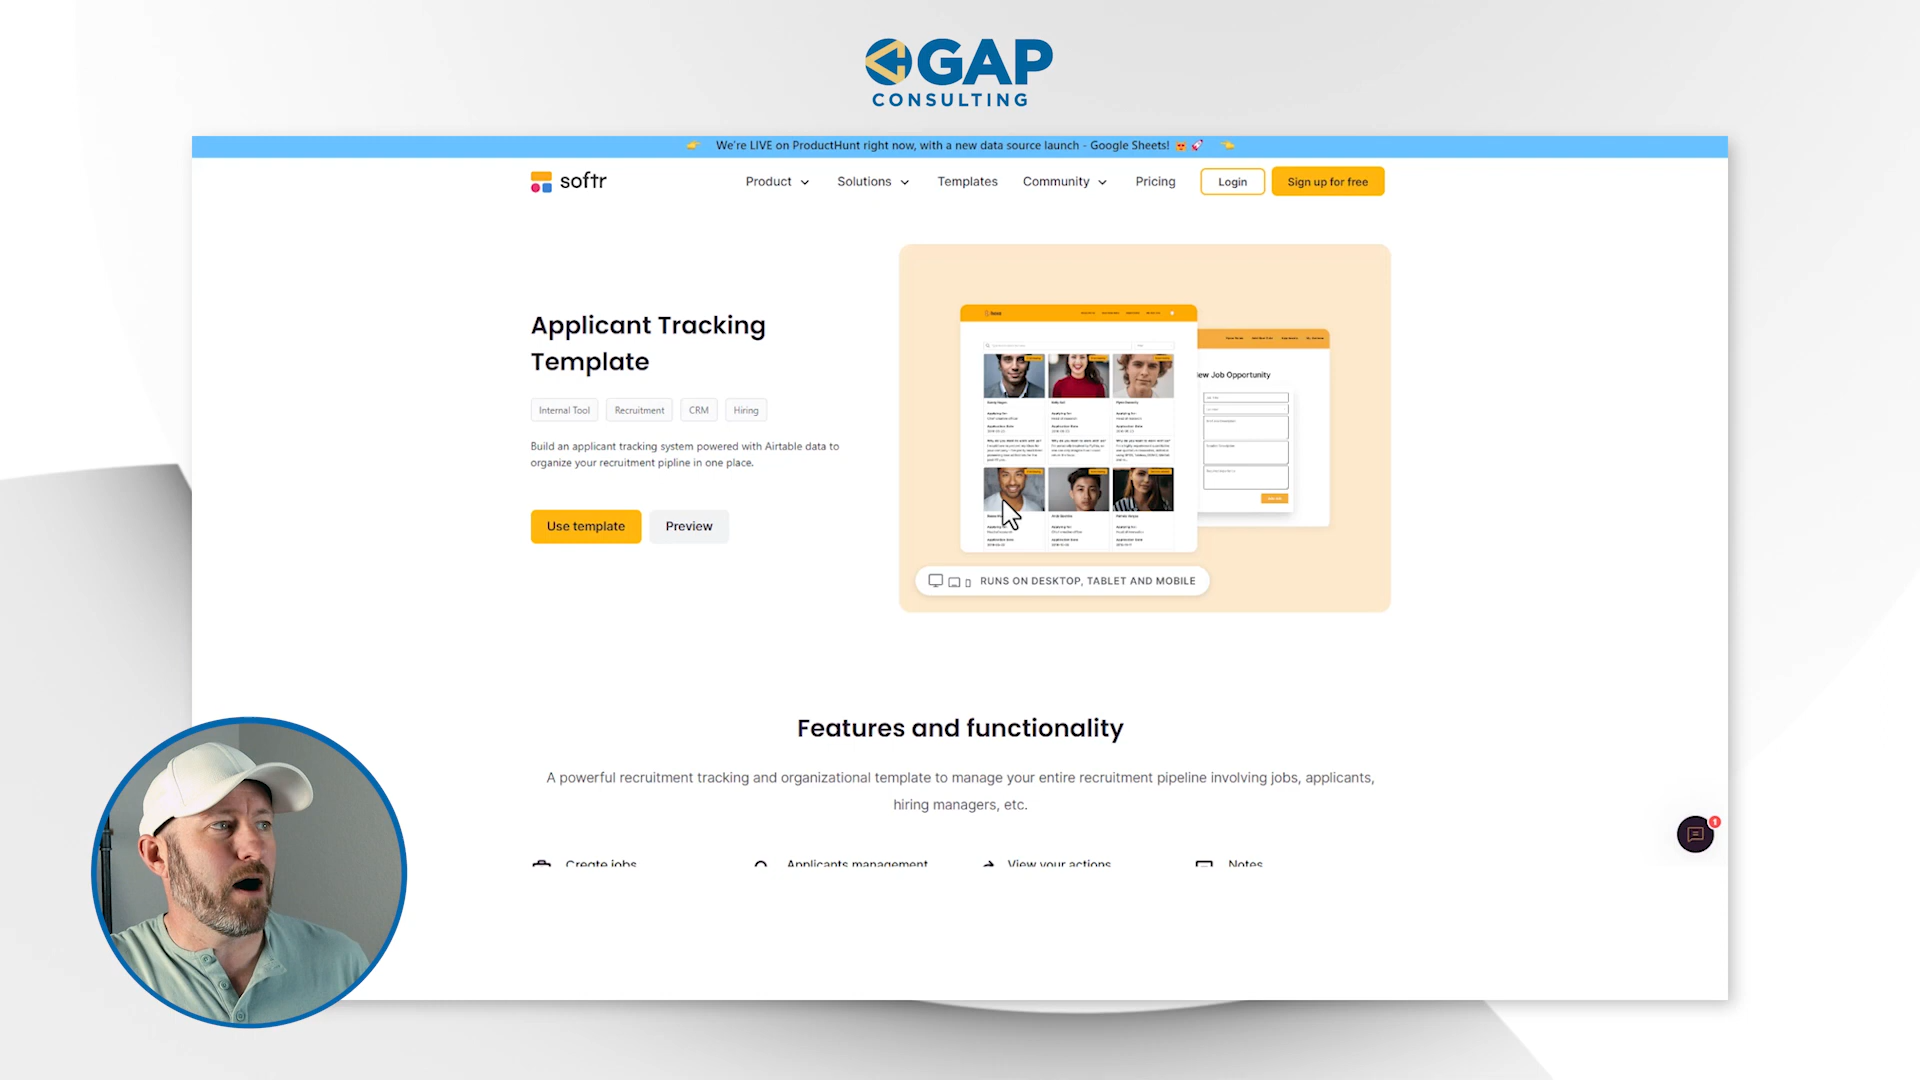 GAP
CONSULTING
We're LIVE on ProductHunt right now, with a new data source launch - Google Sheets!
softr
Product
Solutions
Templates
Community
Pricing
Login
Sign up for free
Applicant Tracking
Template
Internal Tool
Recruitment
CRM
Hiring
Build an applicant tracking system powered with Airtable data to
organize your recruitment pipline in one place.
Use template
Preview
ew Job Opportunity
RUNS ON DESKTOP, TABLET AND MOBILE
Features and functionality
A powerful recruitment tracking and organizational template to manage your entire recruitment pipeline involving jobs, applicants,
hiring managers, etc.
Create jobs
Applicants management
View your actions
Notes
1